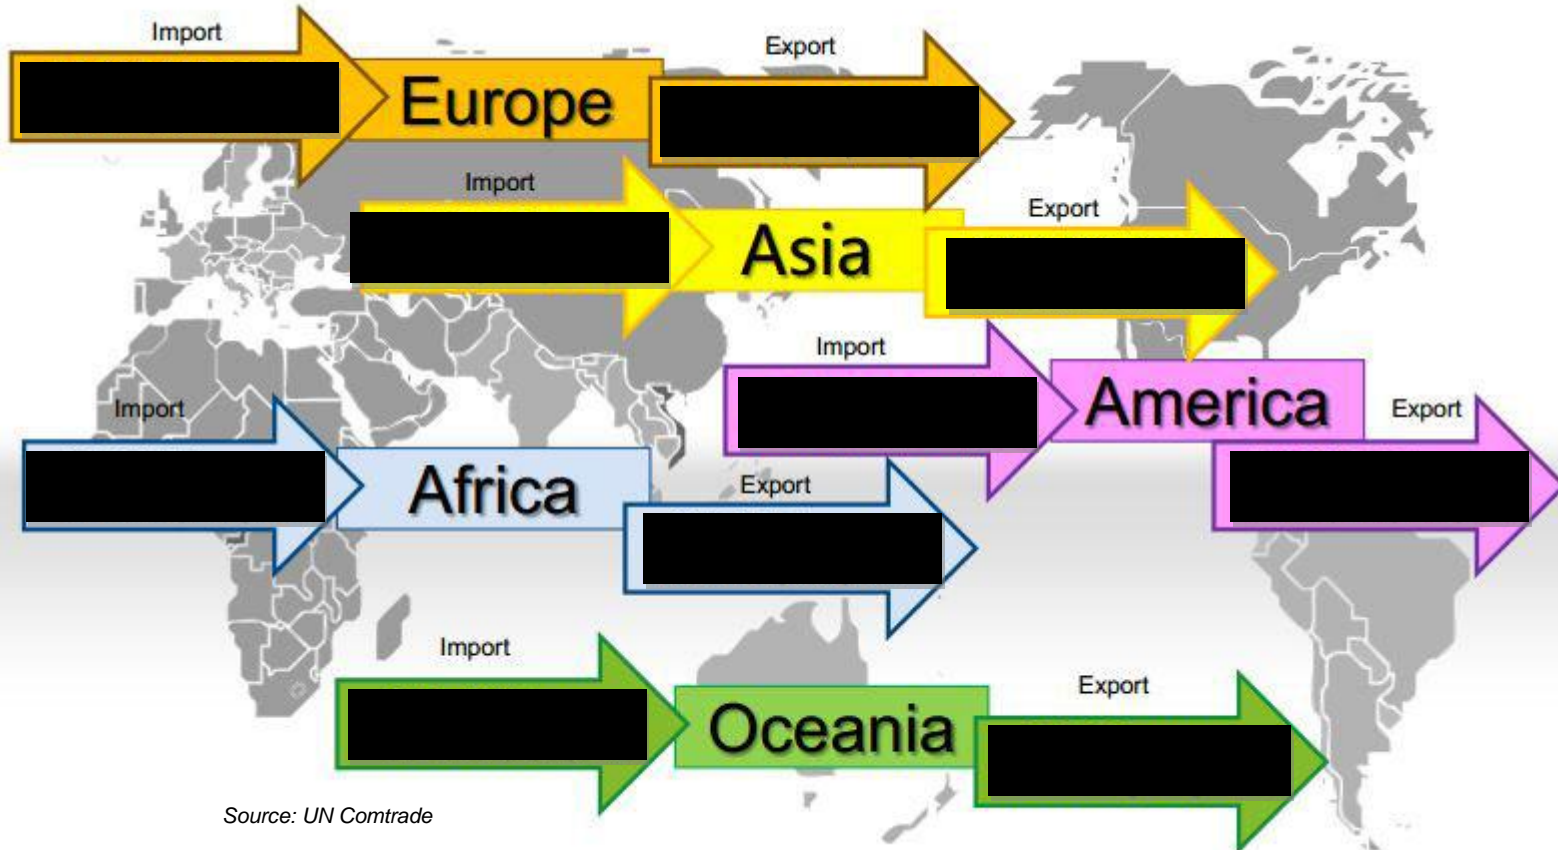 Import
Export
Europe
Import
Export
Asia
Import
America
Export
Import
Africa
Export
Import
Export
Oceania
Source: UN Comtrade